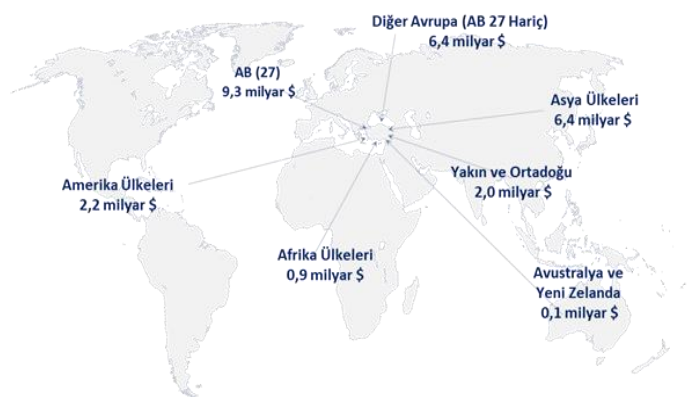 Diğer Avrupa (AB 27 Hariç)
6,4 milyar $
AB (27)
9,3 milyar $
Asya Ülkeleri
6,4 milyar $
Yakın ve Ortadoğu
2,0 milyar $
Amerika Ülkeleri
2,2 milyar $
Afrika Ülkeleri
0,9 milyar $
Avustralya ve
Yeni Zelanda
0,1 milyar $